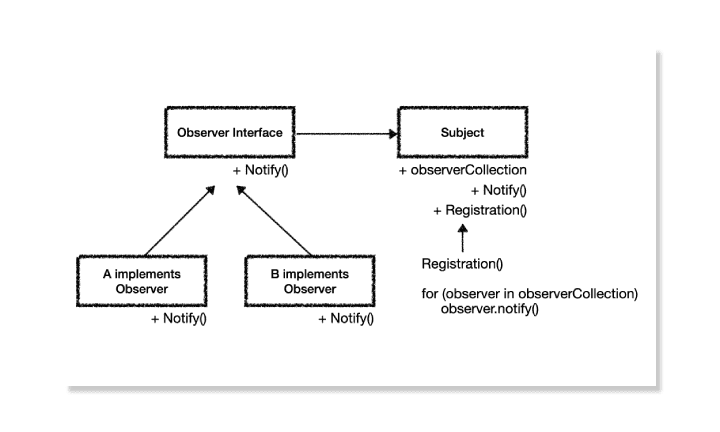 Observer Interface
Subject
+ Notify()
+ observerCollection
+ Notify()
+ Registration()
A implements
Observer
+ Notify()
B implements
Observer
+ Notify()
Registration()
for (observer in observerCollection)
observer.notify()